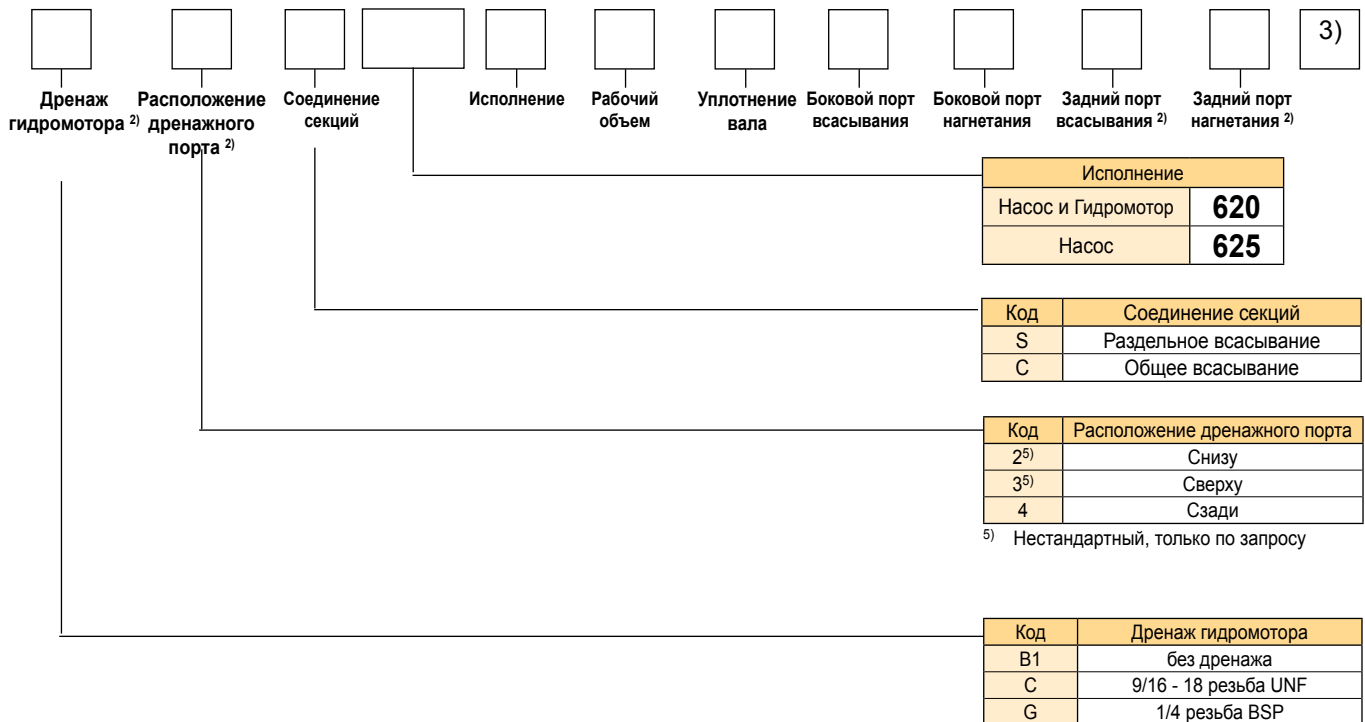 3)
Дренаж гидромотора 2)
Расположение дренажного порта 2)
Соединение секций
Исполнение
Рабочий объем
Уплотнение вала
Боковой порт всасывания
Боковой порт нагнетания
Задний порт всасывания 2)
Задний порт нагнетания 2)
Исполнение
Насос и Гидромотор 620
Насос 625
Код Соединение секций
S Раздельное всасывание
C Общее всасывание
Код Расположение дренажного порта
2 5) Снизу
3 5) Сверху
4 Сзади
5) Нестандартный, только по запросу
Код Дренаж гидромотора
B1 без дренажа
C 9/16 - 18 резьба UNF
G 1/4 резьба BSP